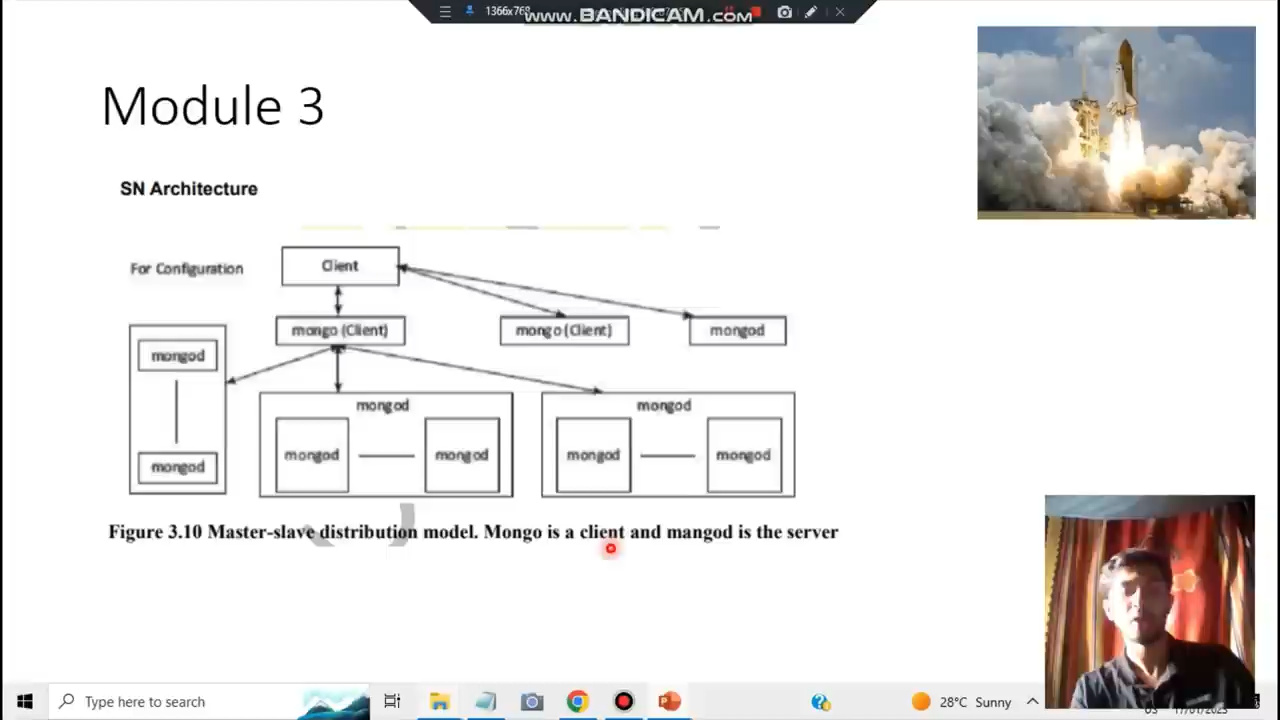 1366x768
www.BANDICAM.com
Module 3
SN Architecture
For Configuration
Client
mongo (Client)
mongo (Client)
mongod
mongod
mongod
mongod
mongod
mongod
mongod
mongod
mongod
mongod
Figure 3.10 Master-slave distribution model. Mongo is a client and mangod is the server
Type here to search
28°C Sunny